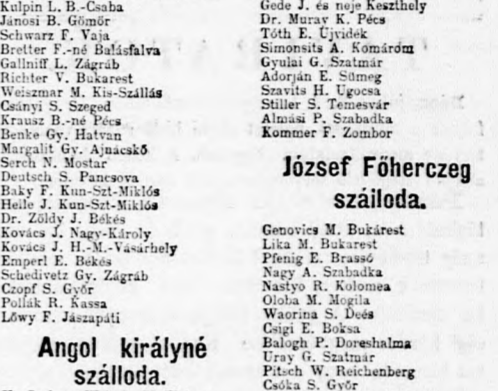 Kulpin L. B.-Csaba
Jánosi B. Gömör
Schwarz F. Vaja
Bretter F.-né Balásfalva
Gallniff L. Zágráb
Richter V. Bukarest
Weiszmar M. Kis-Szállás
Csányi S. Szeged
Krausz B.-né Pécs
Benke Gy. Hatvan
Margalit Gy. Ajnácskő
Serch N. Mostar
Deutsch S. Pancsova
Baky F. Kun-Szt-Miklós
Heile J. Kun-Szt-Miklós
Dr. Zöldy J. Békés
Kovács J. Nagy-Károly
Kovács J. H.-M.-Vásárhely
Emperl E. Békés
Schedivetz Gy. Zágráb
Czopf S. Győr
Pollák R. Kassa
Lőwy F. Jászapáti
Angol királyné
szálloda.
Gede J. és neje Keszthely
Dr. Muray K. Pécs
Tóth E. Ujvidék
Simonsits A. Komárom
Gyulai G. Szatmár
Adorján E. Sümeg
Szavits H. Ugocsa
Stiller S. Temesvár
Almási P. Szabadka
Kommer F. Zombor
József Főherczeg
száiloda.
Genovics M. Bukárest
Lika M. Bukarest
Pfenig E. Brassó
Nagy A. Szabadka
Nastyo R. Kolomea
Oloba M. Mogila
Waorina S. Deés
Csigi E. Boksa
Balogh P. Doreshalma
Uray G. Szatmár
Pitsch W. Reichenberg
Csóka S. Győr